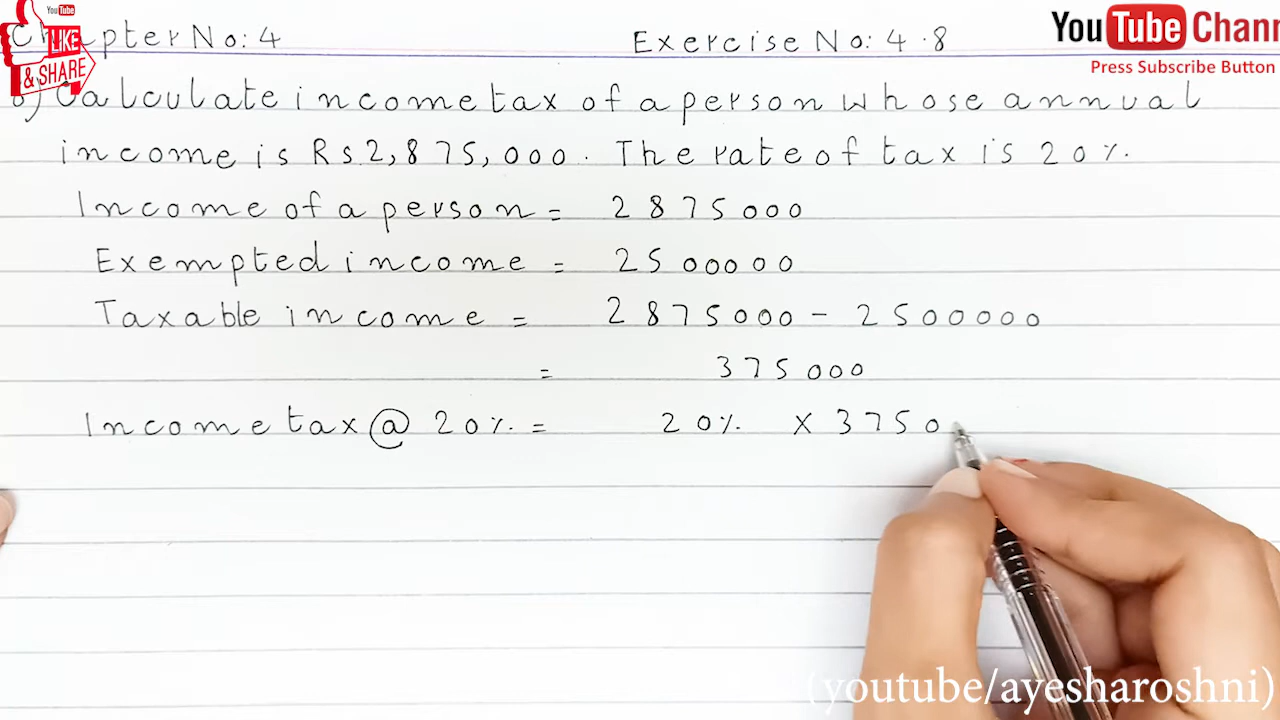 Chapter No: 4
Exercise No: 4.8
YouTube
LIKE
& SHARE
YouTube Chann
Press Subscribe Button
Calculate income tax of a person whose annual
income is Rs 2,875,000. The rate of tax is 20%.
Income of a person = 2875000
Exempted income = 2500000
Taxable income = 2875000 - 2500000
= 375000
Income tax @ 20% = 20% x 3750
(youtube/ayesharoshni)